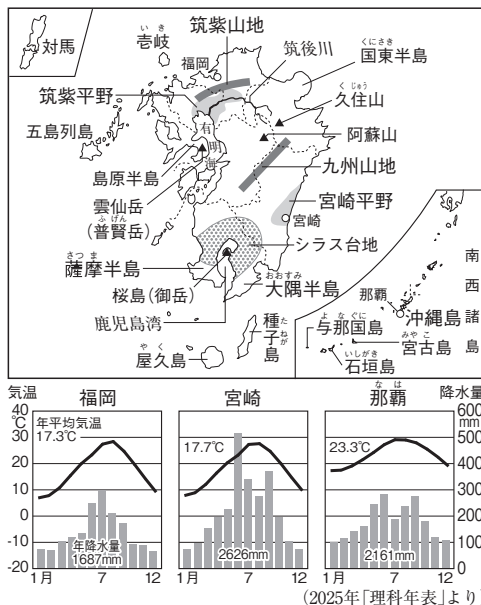 対馬
壱岐
いき
筑紫山地
福岡
筑後川
国東半島
くにさき
筑紫平野
久住山
くじゅう
五島列島
有明海
阿蘇山
島原半島
九州山地
雲仙岳
(普賢岳)
ふげん
宮崎平野
宮崎
シラス台地
薩摩半島
さつま
桜島(御岳)
大隅半島
おおすみ
鹿児島湾
種子島
たねがしま
屋久島
やく
南西諸島
那覇
沖縄島
与那国島
よなぐに
宮古島
みやこ
石垣島
いしがき
気温
℃
福岡
宮崎
那覇
なは
降水量
mm
40
30
20
10
0
-10
-20
年平均気温
17.3℃
年降水量
1687mm
1月
7
12
17.7℃
2626mm
1月
7
12
23.3℃
2161mm
1月
7
12
600
500
400
300
200
100
0
(2025年「理科年表」より)